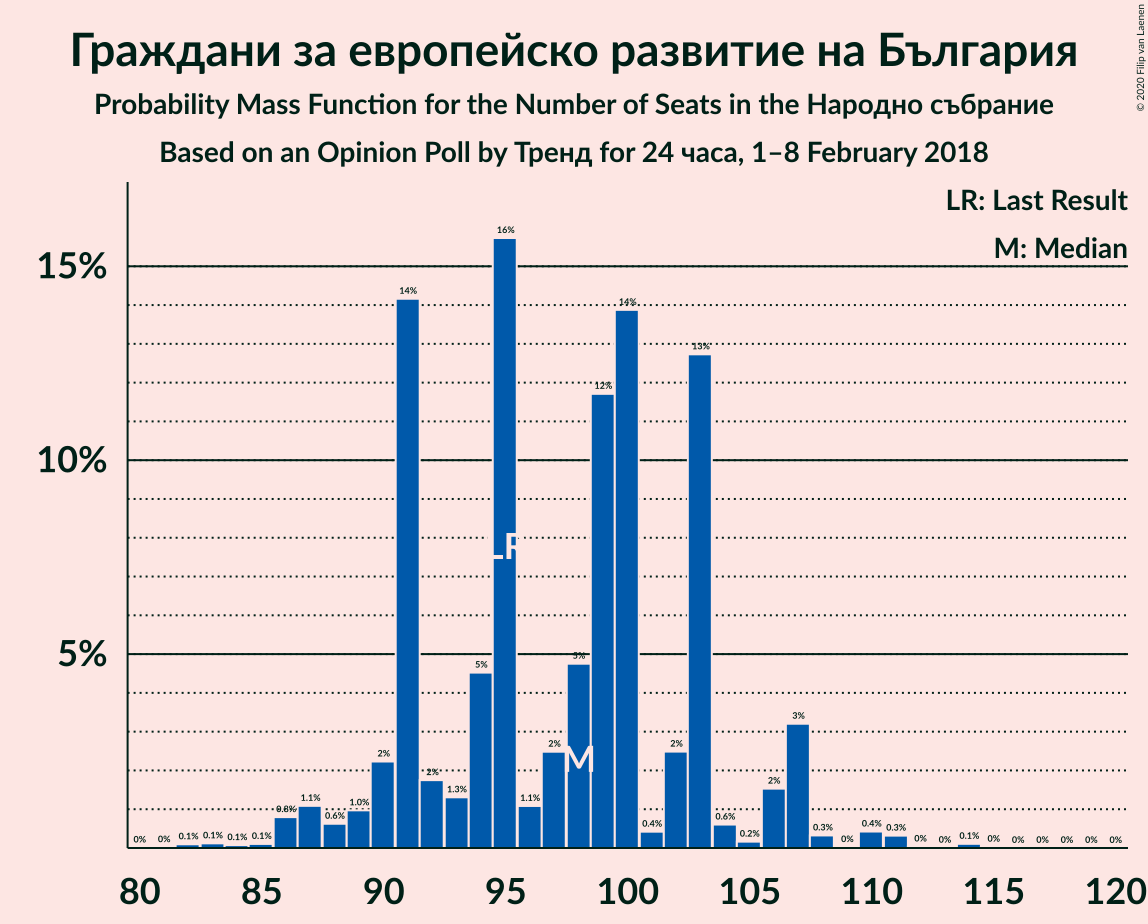 Граждани за европейско развитие на България
Probability Mass Function for the Number of Seats in the Народно събрание
Based on an Opinion Poll by Тренд for 24 часа, 1–8 February 2018
© 2020 Filip van Laenen
LR: Last Result
M: Median
15%
10%
5%
0% 0% 0.1% 0.1% 0.1% 0.1% 0.8% 1.1% 0.6% 1.0% 2% 14% 2% 1.3% 5% 16% 1.1% 2% 5% 12% 14% 0.4% 2% 13% 0.6% 0.2% 2% 3% 0.3% 0% 0.4% 0.3% 0% 0% 0.1% 0% 0% 0% 0% 0% 0%
LR
M
80 85 90 95 100 105 110 115 120